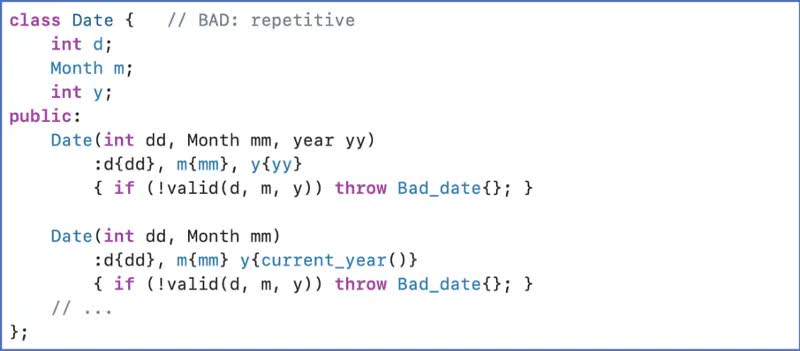 class Date {   // BAD: repetitive
    int d;
    Month m;
    int y;
public:
    Date(int dd, Month mm, year yy)
        :d{dd}, m{mm}, y{yy}
        { if (!valid(d, m, y)) throw Bad_date{}; }

    Date(int dd, Month mm)
        :d{dd}, m{mm} y{current_year()}
        { if (!valid(d, m, y)) throw Bad_date{}; }
    // ...
};